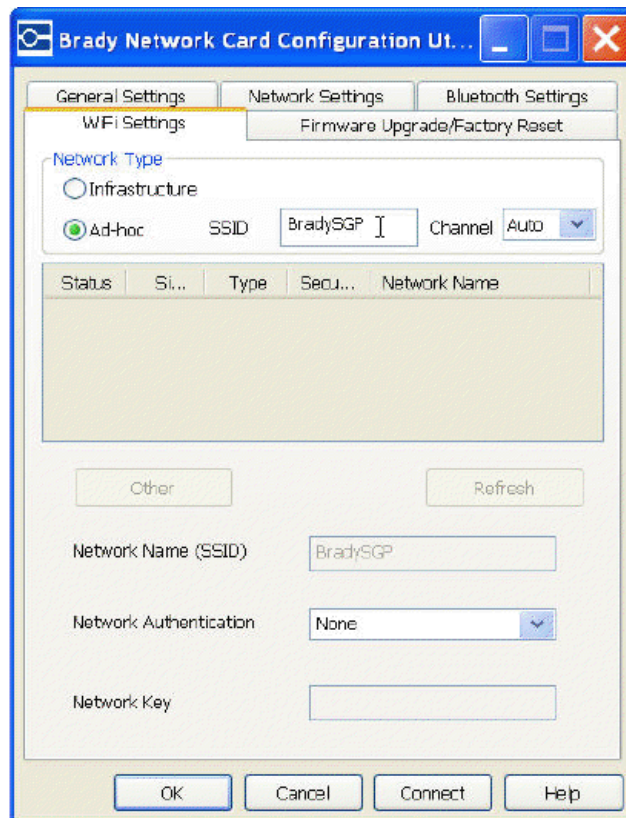 Brady Network Card Configuration Ut...
General Settings Network Settings Bluetooth Settings
WiFi Settings Firmware Upgrade/Factory Reset
Network Type
Infrastructure
Ad-hoc SSID BradySGP Channel Auto
Status Si... Type Secu... Network Name
Other Refresh
Network Name (SSID) BradySGP
Network Authentication None
Network Key
OK Cancel Connect Help